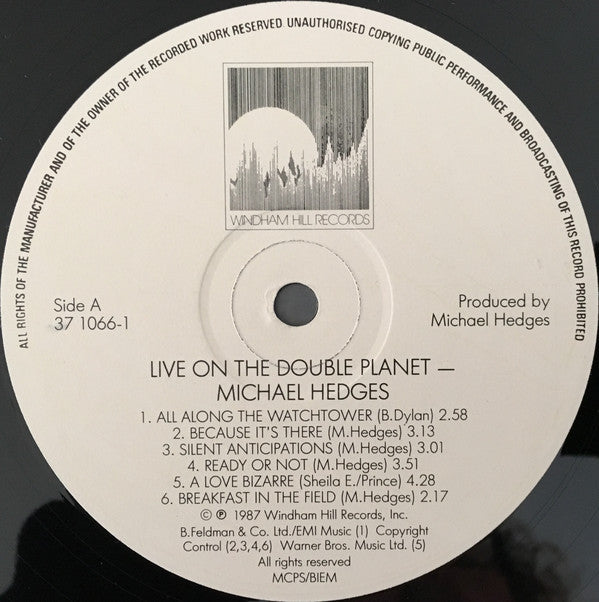 ALL RIGHTS OF THE MANUFACTURER AND OF THE OWNER OF THE RECORDED WORK RESERVED UNAUTHORISED COPYING PUBLIC PERFORMANCE AND BROADCASTING OF THIS RECORD PROHIBITED
WINDHAM HILL RECORDS
Side A
37 1066-1
Produced by
Michael Hedges
LIVE ON THE DOUBLE PLANET —
MICHAEL HEDGES
1. ALL ALONG THE WATCHTOWER (B.Dylan) 2.58
2. BECAUSE IT'S THERE (M.Hedges) 3.13
3. SILENT ANTICIPATIONS (M.Hedges) 3.01
4. READY OR NOT (M.Hedges) 3.51
5. A LOVE BIZARRE (Sheila E./Prince) 4.28
6. BREAKFAST IN THE FIELD (M.Hedges) 2.17
© ℗ 1987 Windham Hill Records, Inc.
B.Feldman & Co. Ltd./EMI Music (1) Copyright
Control (2,3,4,6) Warner Bros. Music Ltd. (5)
All rights reserved
MCPS/BIEM